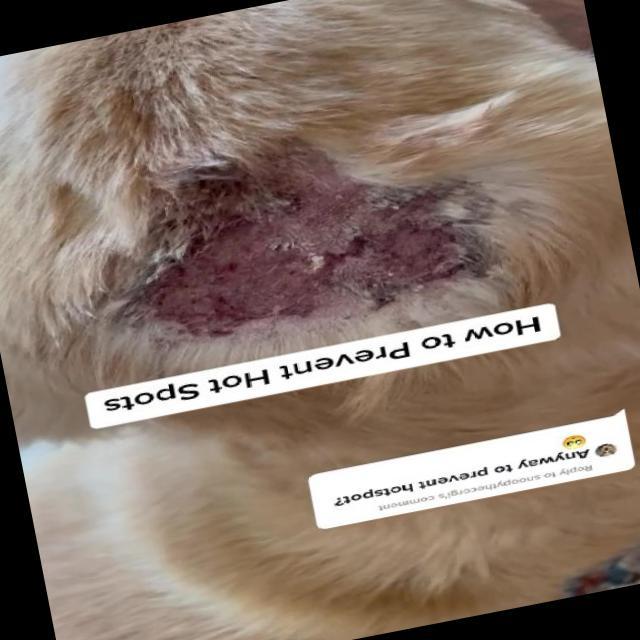 Reply to snoopythecorgi's comment
Anyway to prevent hotspot?
😊
How to Prevent Hot Spots